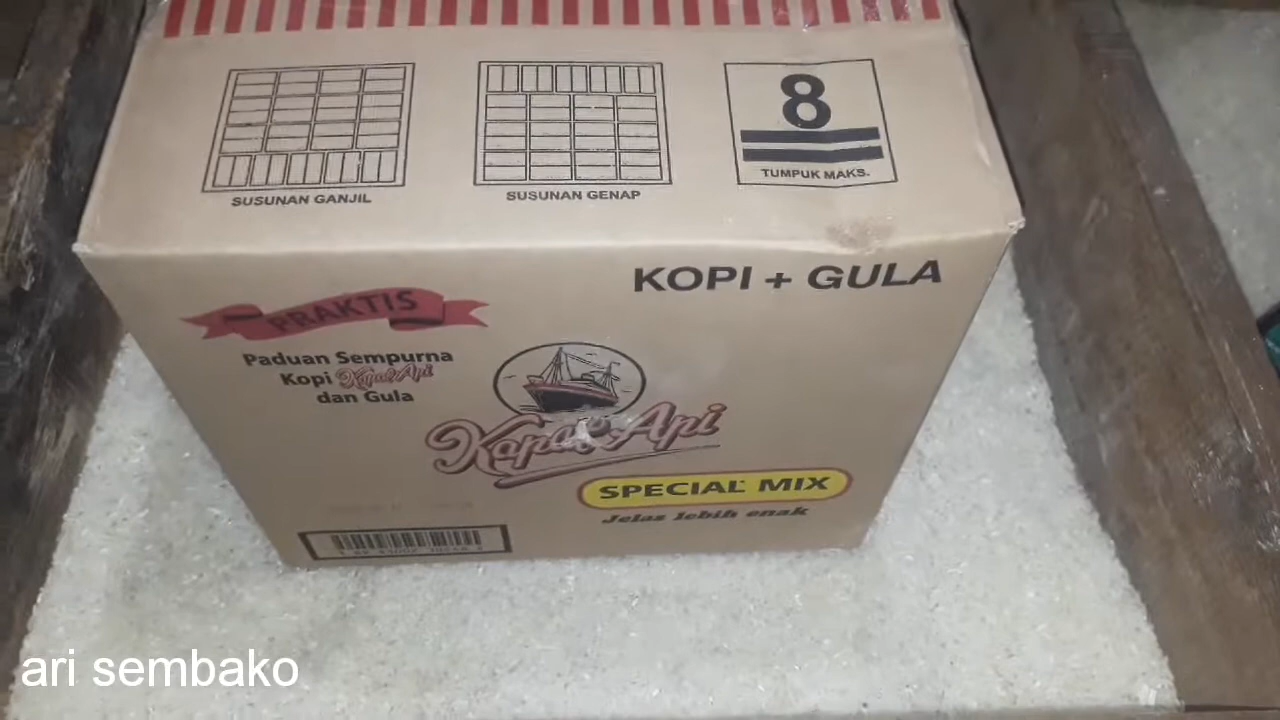 8
SUSUNAN GANJIL
SUSUNAN GENAP
TUMPUK MAKS.
KOPI + GULA
PRAKTIS
Paduan Sempurna
Kopi Kapal Api
dan Gula
Kapal Api
SPECIAL MIX
Jelas lebih enak
ari sembako